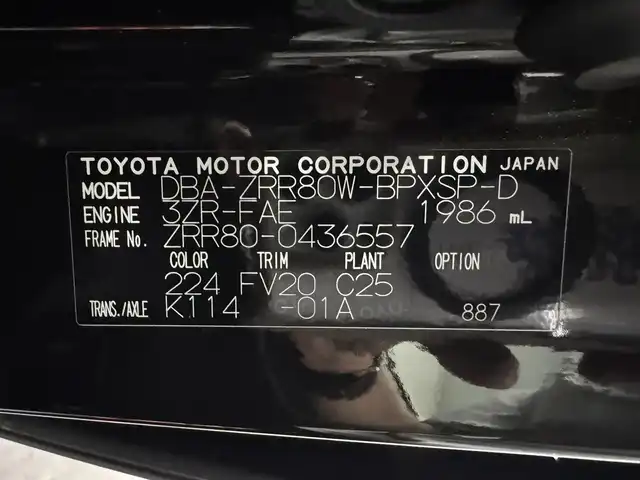 TOYOTA MOTOR CORPORATION JAPAN
MODEL DBA-ZRR80W-BPXSP-D
ENGINE 3ZR-FAE 1986 mL
FRAME No. ZRR80-0436557
COLOR TRIM PLANT OPTION
224 FV20 C25
TRANS./AXLE K114 -01A 887